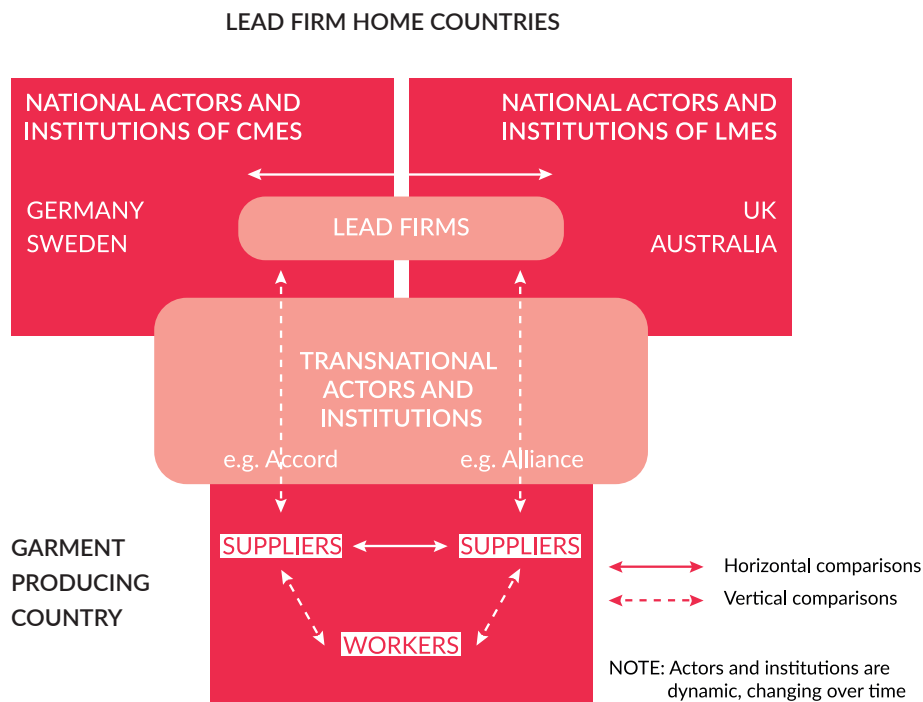 LEAD FIRM HOME COUNTRIES
NATIONAL ACTORS AND
INSTITUTIONS OF CMES
NATIONAL ACTORS AND
INSTITUTIONS OF LMES
GERMANY
SWEDEN
LEAD FIRMS
UK
AUSTRALIA
TRANSNATIONAL
ACTORS AND
INSTITUTIONS
e.g. Accord
e.g. Alliance
GARMENT
PRODUCING
COUNTRY
SUPPLIERS
SUPPLIERS
WORKERS
Horizontal comparisons
Vertical comparisons
NOTE: Actors and institutions are
dynamic, changing over time